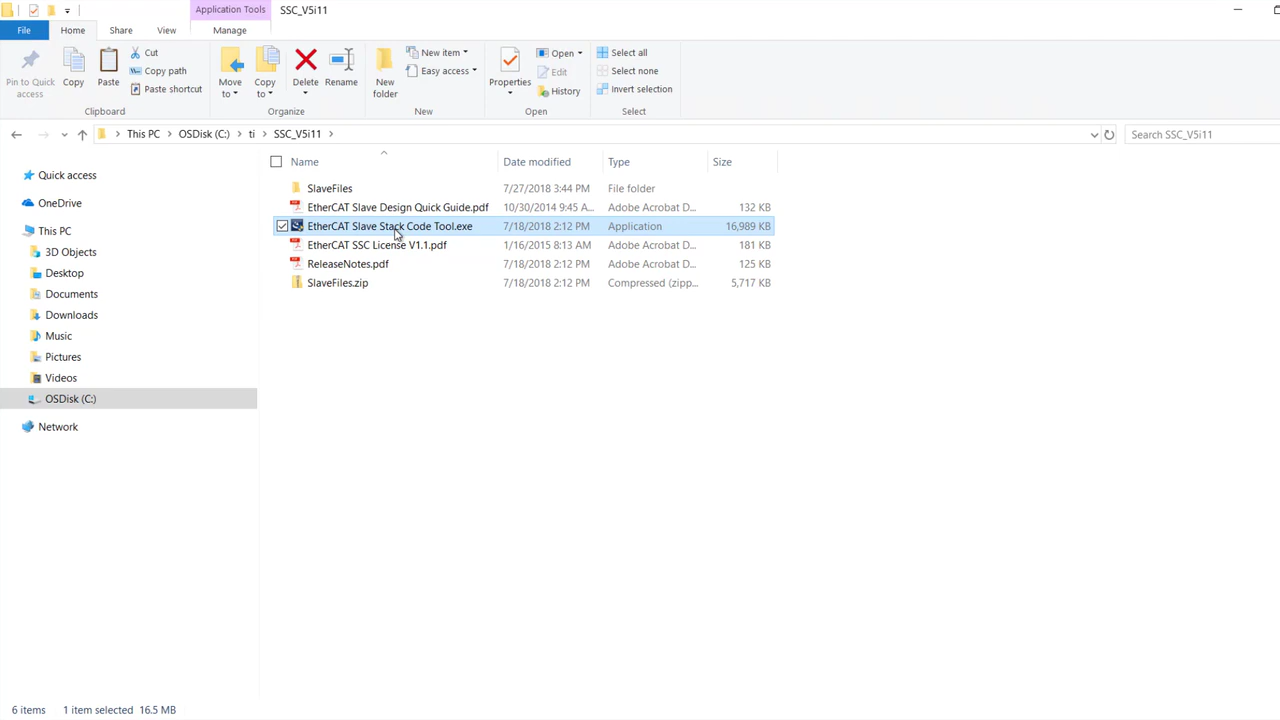 Application Tools SSC_V5i11
File Home Share View Manage
Pin to Quick access
Copy
Paste
Cut
Copy path
Paste shortcut
Clipboard
Move to
Copy to
Delete
Rename
Organize
New folder
New item
Easy access
New
Properties
Open
Edit
History
Open
Select all
Select none
Invert selection
Select
This PC OSDisk (C:) ti SSC_V5i11 Search SSC_V5i11
Quick access
OneDrive
This PC
3D Objects
Desktop
Documents
Downloads
Music
Pictures
Videos
OSDisk (C:)
Network
Name Date modified Type Size
SlaveFiles 7/27/2018 3:44 PM File folder
EtherCAT Slave Design Quick Guide.pdf 10/30/2014 9:45 A... Adobe Acrobat D... 132 KB
EtherCAT Slave Stack Code Tool.exe 7/18/2018 2:12 PM Application 16,989 KB
EtherCAT SSC License V1.1.pdf 1/16/2015 8:13 AM Adobe Acrobat D... 181 KB
ReleaseNotes.pdf 7/18/2018 2:12 PM Adobe Acrobat D... 125 KB
SlaveFiles.zip 7/18/2018 2:12 PM Compressed (zipp... 5,717 KB
6 items 1 item selected 16.5 MB